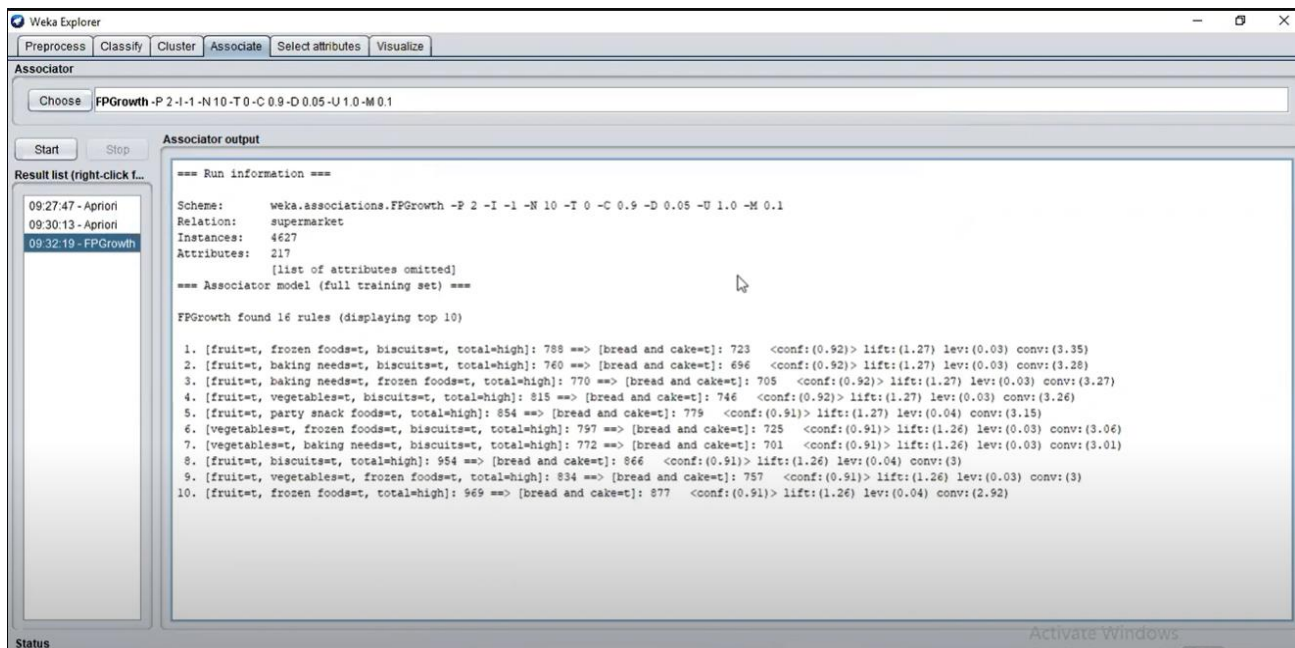 Weka Explorer
Preprocess Classify Cluster Associate Select attributes Visualize
Associator
Choose FPGrowth -P 2 -I -1 -N 10 -T 0 -C 0.9 -D 0.05 -U 1.0 -M 0.1
Start Stop
Associator output
Result list (right-click f...
09:27:47 - Apriori
09:30:13 - Apriori
09:32:19 - FPGrowth
=== Run information ===
Scheme: weka.associations.FPGrowth -P 2 -I -1 -N 10 -T 0 -C 0.9 -D 0.05 -U 1.0 -M 0.1
Relation: supermarket
Instances: 4627
Attributes: 217
[list of attributes omitted]
=== Associator model (full training set) ===
FPGrowth found 16 rules (displaying top 10)
1. [fruit=t, frozen foods=t, biscuits=t, total=high]: 788 ==> [bread and cake=t]: 723 <conf:(0.92)> lift:(1.27) lev:(0.03) conv:(3.35)
2. [fruit=t, baking needs=t, biscuits=t, total=high]: 760 ==> [bread and cake=t]: 696 <conf:(0.92)> lift:(1.27) lev:(0.03) conv:(3.28)
3. [fruit=t, baking needs=t, frozen foods=t, total=high]: 770 ==> [bread and cake=t]: 705 <conf:(0.92)> lift:(1.27) lev:(0.03) conv:(3.27)
4. [fruit=t, vegetables=t, biscuits=t, total=high]: 815 ==> [bread and cake=t]: 746 <conf:(0.92)> lift:(1.27) lev:(0.03) conv:(3.26)
5. [fruit=t, party snack foods=t, total=high]: 854 ==> [bread and cake=t]: 779 <conf:(0.91)> lift:(1.27) lev:(0.04) conv:(3.15)
6. [vegetables=t, frozen foods=t, biscuits=t, total=high]: 797 ==> [bread and cake=t]: 725 <conf:(0.91)> lift:(1.26) lev:(0.03) conv:(3.06)
7. [vegetables=t, baking needs=t, biscuits=t, total=high]: 772 ==> [bread and cake=t]: 701 <conf:(0.91)> lift:(1.26) lev:(0.03) conv:(3.01)
8. [fruit=t, biscuits=t, total=high]: 954 ==> [bread and cake=t]: 866 <conf:(0.91)> lift:(1.26) lev:(0.04) conv:(3)
9. [fruit=t, vegetables=t, frozen foods=t, total=high]: 834 ==> [bread and cake=t]: 757 <conf:(0.91)> lift:(1.26) lev:(0.03) conv:(3)
10. [fruit=t, frozen foods=t, total=high]: 969 ==> [bread and cake=t]: 877 <conf:(0.91)> lift:(1.26) lev:(0.04) conv:(2.92)
Activate Windows
Status